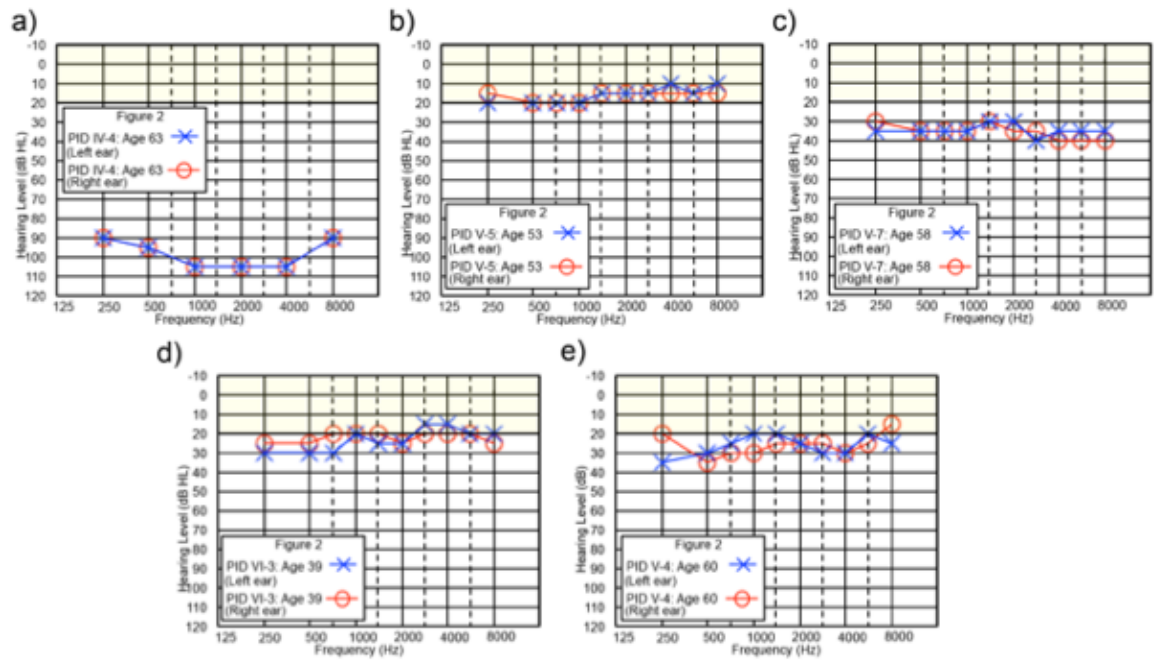 a)
-10
0
10
20
30
40
50
60
70
80
90
100
110
120
Hearing Level (dB HL)
Figure 2
PID IV-4: Age 63
(Left ear)
PID IV-4: Age 63
(Right ear)
125 250 500 1000 2000 4000 8000
Frequency (Hz)
b)
-10
0
10
20
30
40
50
60
70
80
90
100
110
120
Hearing Level (dB HL)
Figure 2
PID V-5: Age 53
(Left ear)
PID V-5: Age 53
(Right ear)
125 250 500 1000 2000 4000 8000
Frequency (Hz)
c)
-10
0
10
20
30
40
50
60
70
80
90
100
110
120
Hearing Level (dB HL)
Figure 2
PID V-7: Age 58
(Left ear)
PID V-7: Age 58
(Right ear)
125 250 500 1000 2000 4000 8000
Frequency (Hz)
d)
-10
0
10
20
30
40
50
60
70
80
90
100
110
120
Hearing Level (dB HL)
Figure 2
PID VI-3: Age 39
(Left ear)
PID VI-3: Age 39
(Right ear)
125 250 500 1000 2000 4000 8000
Frequency (Hz)
e)
-10
0
10
20
30
40
50
60
70
80
90
100
110
120
Hearing Level (dB)
Figure 2
PID V-4: Age 60
(Left ear)
PID V-4: Age 60
(Right ear)
125 250 500 1000 2000 4000 8000
Frequency (Hz)